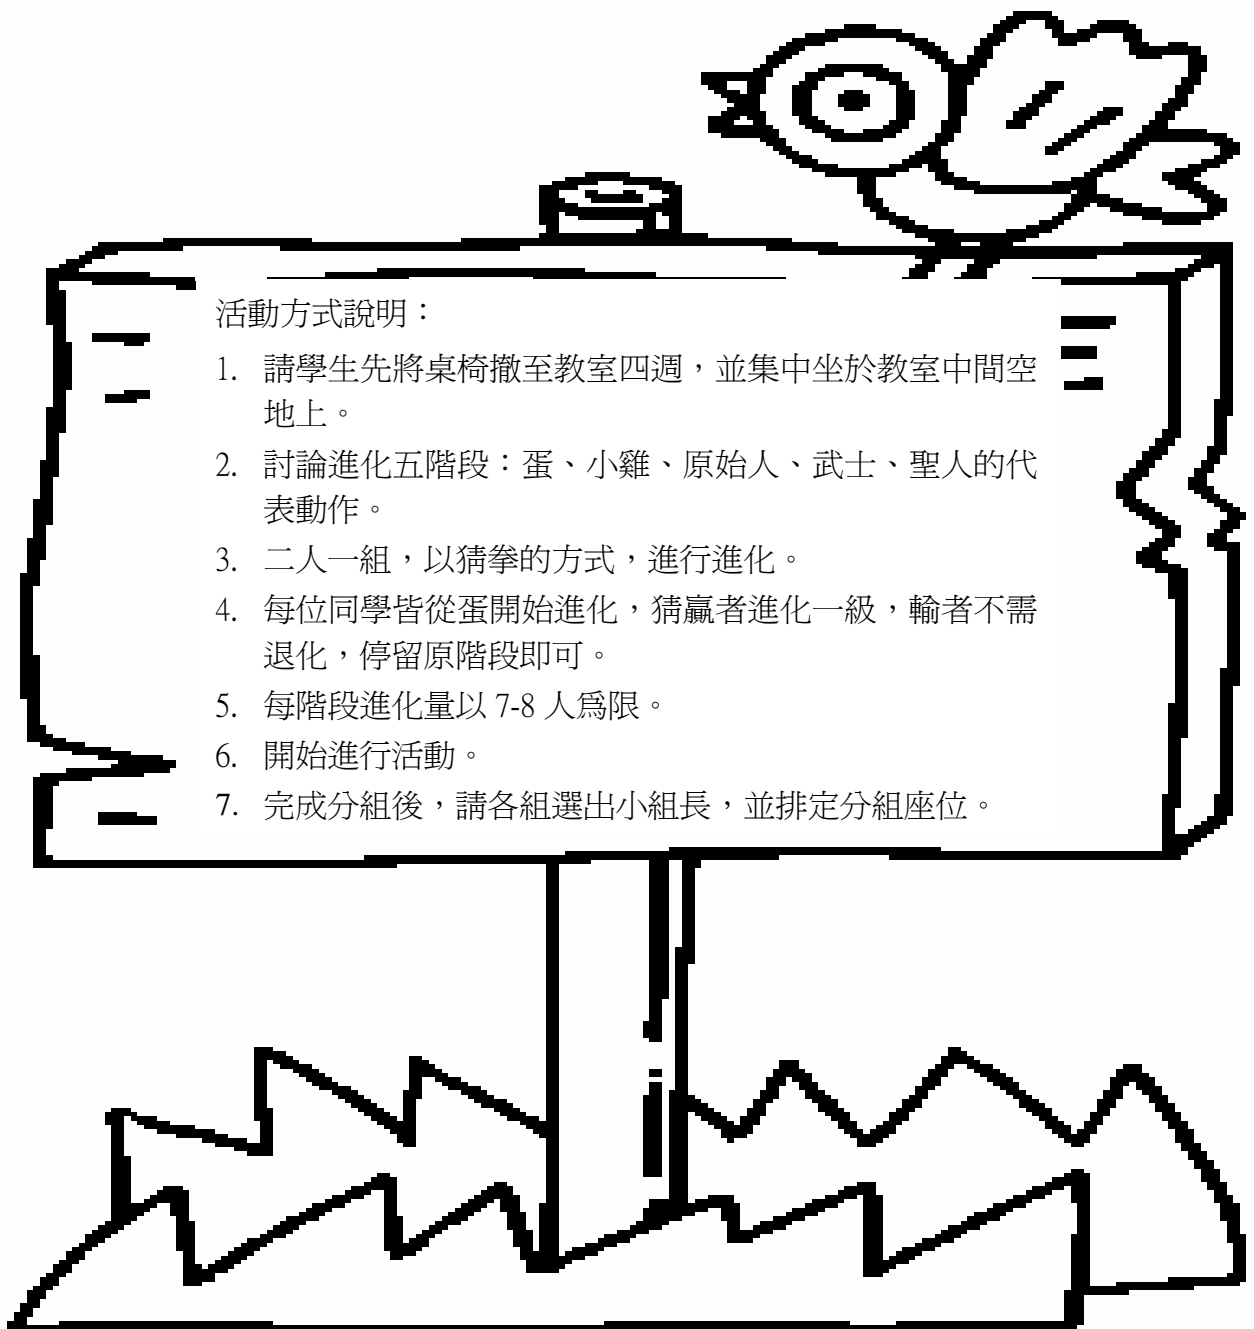 活動方式說明：
1. 請學生先將桌椅撤至教室四週，並集中坐於教室中間空
地上。
2. 討論進化五階段：蛋、小雞、原始人、武士、聖人的代
表動作。
3. 二人一組，以猜拳的方式，進行進化。
4. 每位同學皆從蛋開始進化，猜贏者進化一級，輸者不需
退化，停留原階段即可。
5. 每階段進化量以 7-8 人為限。
6. 開始進行活動。
7. 完成分組後，請各組選出小組長，並排定分組座位。